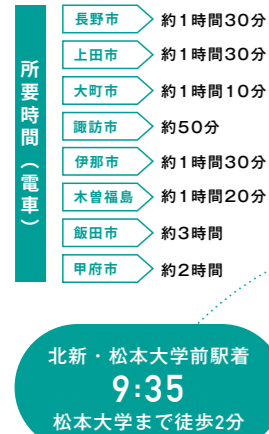 所要時間（電車）
長野市 約1時間30分
上田市 約1時間30分
大町市 約1時間10分
諏訪市 約50分
伊那市 約1時間30分
木曽福島 約1時間20分
飯田市 約3時間
甲府市 約2時間
北新・松本大学前駅着
9:35
松本大学まで徒歩2分